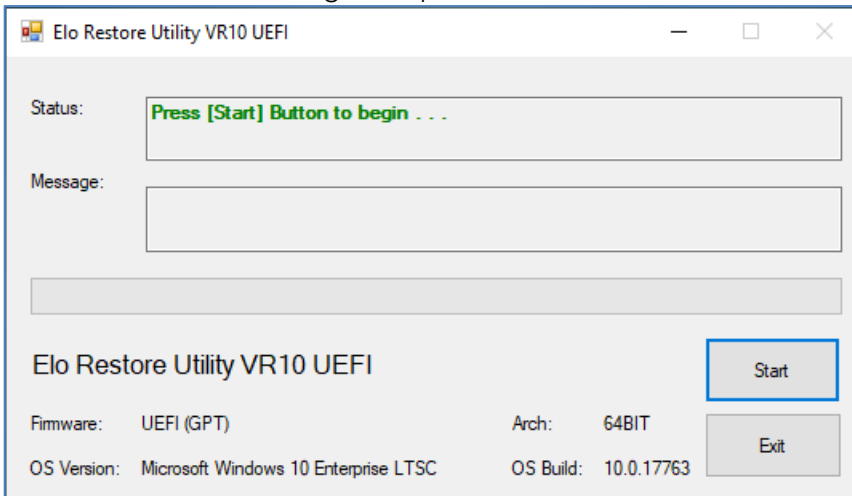 Elo Restore Utility VR10 UEFI
Status:
Press [Start] Button to begin . . .
Message:
Elo Restore Utility VR10 UEFI
Start
Firmware: UEFI (GPT) Arch: 64BIT
Exit
OS Version: Microsoft Windows 10 Enterprise LTSC OS Build: 10.0.17763